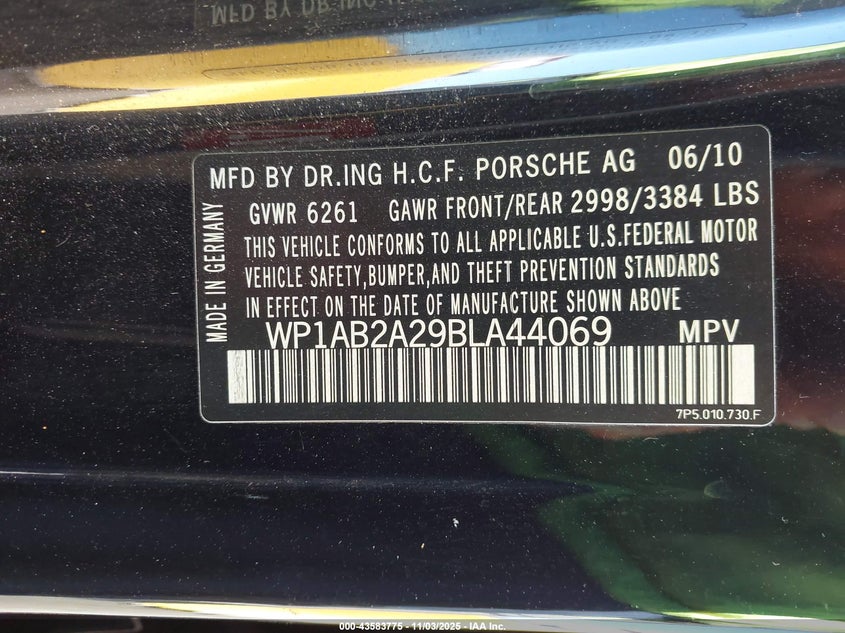 MFD BY DR.ING H.C.F. PORSCHE AG 06/10
GVWR 6261 GAWR FRONT/REAR 2998/3384 LBS
THIS VEHICLE CONFORMS TO ALL APPLICABLE U.S.FEDERAL MOTOR
VEHICLE SAFETY,BUMPER,AND THEFT PREVENTION STANDARDS
IN EFFECT ON THE DATE OF MANUFACTURE SHOWN ABOVE
MADE IN GERMANY
WP1AB2A29BLA44069 MPV
7P5.010.730.F
000-43583775 - 11/03/2025 - IAA Inc.